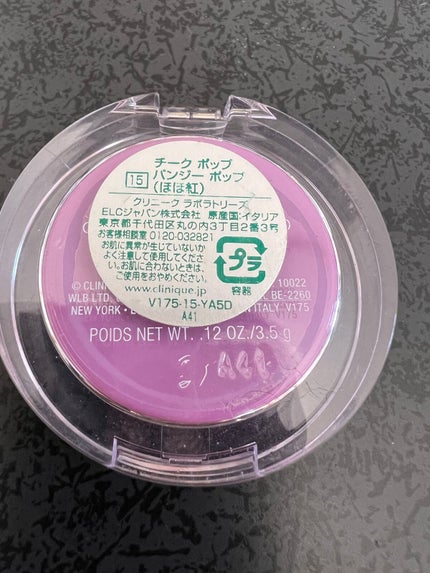 チーク ポップ
15 パンジー ポップ
(ほほ紅)
クリニーク ラボラトリーズ
ELCジャパン株式会社 原産国:イタリア
東京都千代田区丸の内3丁目2番3号
お客様相談室 0120-032821
お肌に異常が生じていないか
よく注意して使用してくださ
い。お肌に合わないときは、
ご使用をおやめください。
プラ
容器
www.clinique.jp
V175-15-YA5D
A41
© CLINI
10022
WLB LTD.
BE-2260
NEW YORK
ITALY V175
POIDS NET WT. .12 OZ./3.5 g